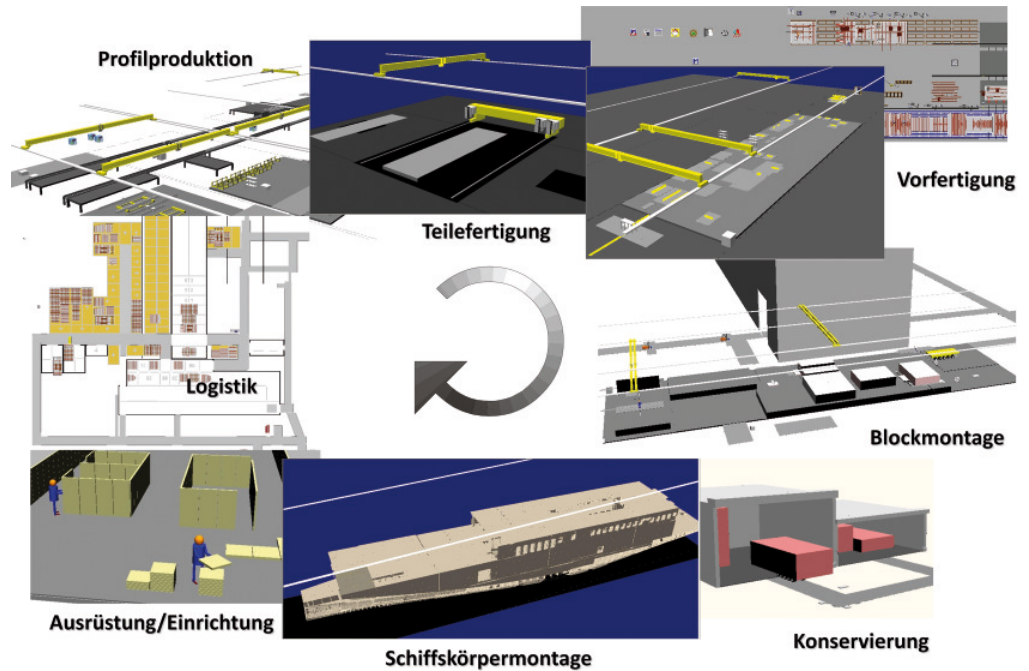 Profilproduktion
Teilefertigung
Vorfertigung
Logistik
Blockmontage
Ausrüstung/Einrichtung
Schiffskörpermontage
Konservierung